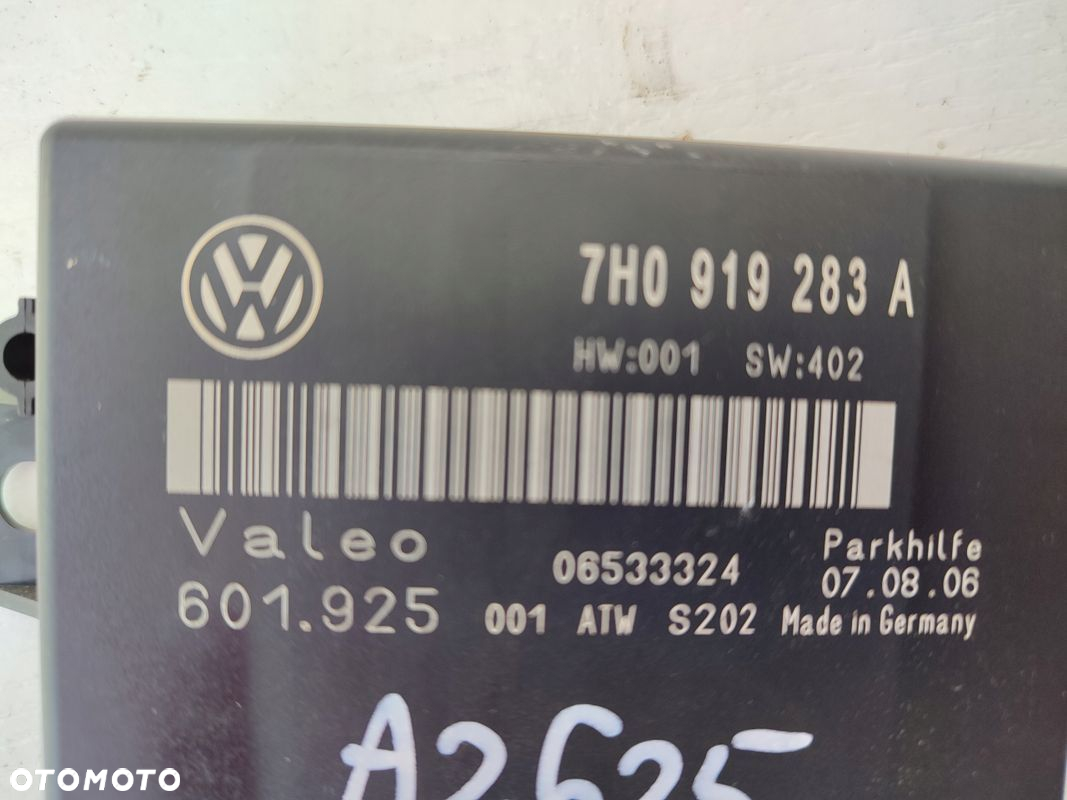 7H0 919 283 A
HW:001 SW:402
Valeo
06533324
Parkhilfe
07.08.06
601.925
001 ATW S202 Made in Germany
A2625
OTOMOTO